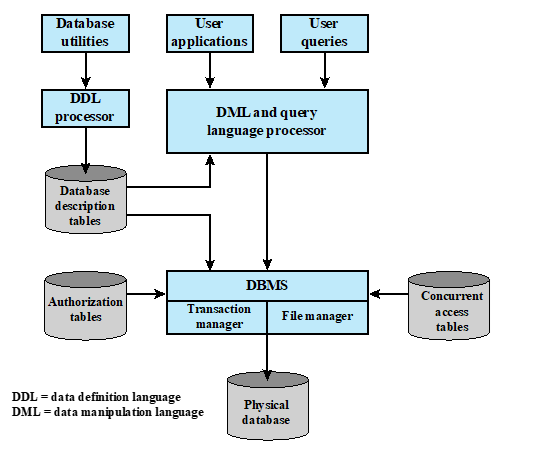 Database
utilities
User
applications
User
queries
DDL
processor
DML and query
language processor
Database
description
tables
DBMS
Transaction
manager
File manager
Authorization
tables
Concurrent
access
tables
Physical
database
DDL = data definition language
DML = data manipulation language